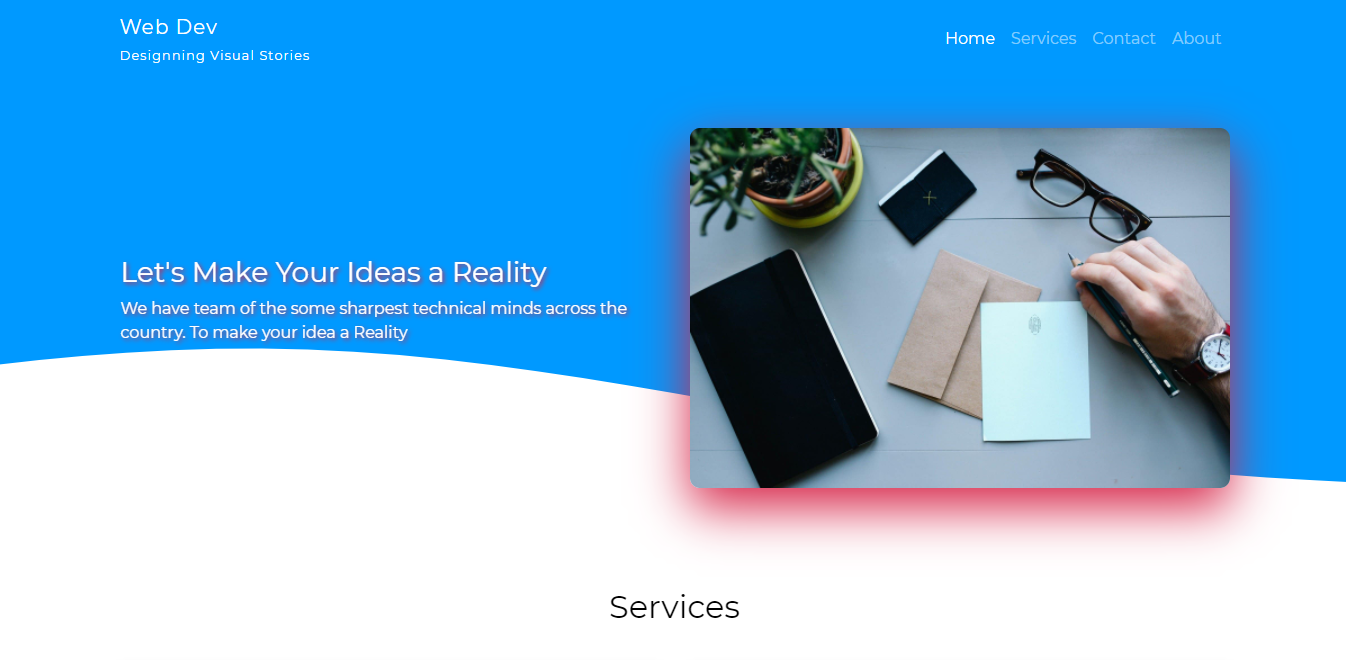 Web Dev
Designning Visual Stories
Home Services Contact About
Let's Make Your Ideas a Reality
We have team of the some sharpest technical minds across the
country. To make your idea a Reality
Services